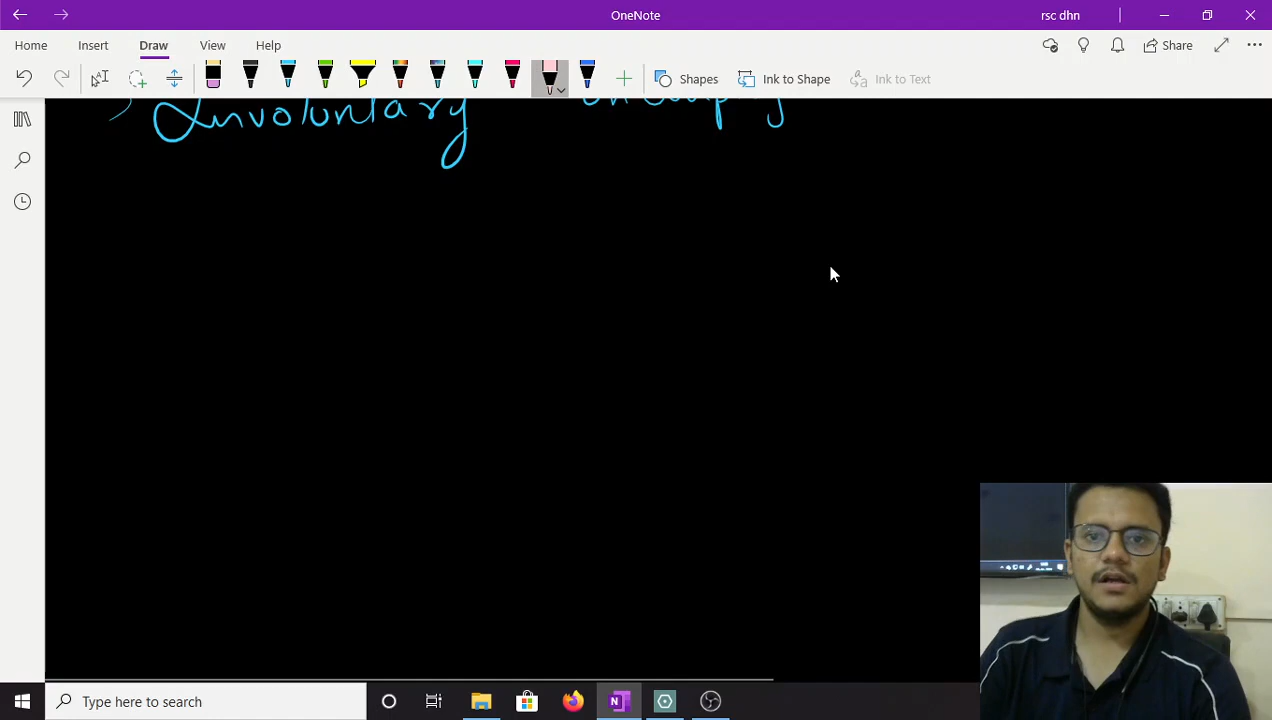 OneNote
rsc dhn
Home Insert Draw View Help
Share
Shapes
Ink to Shape
Ink to Text
Involuntary
Type here to search